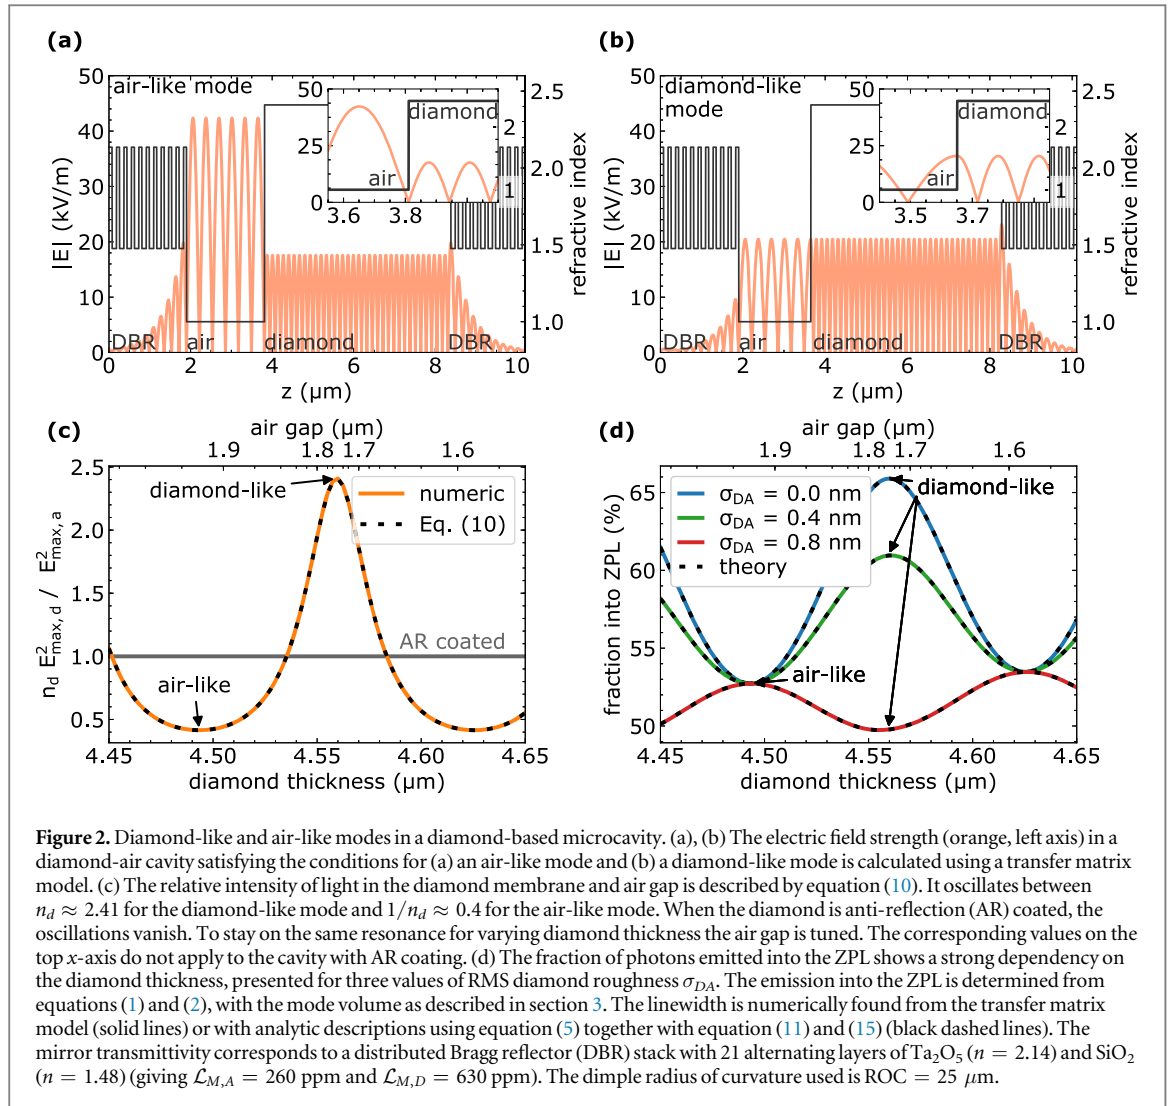 (a)
air-like mode
50
40
30
20
10
0
|E| (kV/m)
2.5
2.0
1.5
1.0
refractive index
50
25
0
diamond
air
2
1
3.6
3.8
DBR
air
diamond
DBR
0
2
4
6
8
10
z (μm)
(b)
diamond-like
mode
50
40
30
20
10
0
|E| (kV/m)
2.5
2.0
1.5
1.0
refractive index
50
25
0
diamond
air
2
1
3.5
3.7
DBR
air
diamond
DBR
0
2
4
6
8
10
z (μm)
(c)
air gap (μm)
1.9
1.8
1.7
1.6
2.5
2.0
1.5
1.0
0.5
n_d E²_max, d / E²_max, a
diamond-like
numeric
Eq. (10)
AR coated
air-like
4.45
4.50
4.55
4.60
4.65
diamond thickness (μm)
(d)
air gap (μm)
1.9
1.8
1.7
1.6
65
60
55
50
fraction into ZPL (%)
σ_DA = 0.0 nm
σ_DA = 0.4 nm
σ_DA = 0.8 nm
theory
diamond-like
air-like
4.45
4.50
4.55
4.60
4.65
diamond thickness (μm)
Figure 2. Diamond-like and air-like modes in a diamond-based microcavity. (a), (b) The electric field strength (orange, left axis) in a
diamond-air cavity satisfying the conditions for (a) an air-like mode and (b) a diamond-like mode is calculated using a transfer matrix
model. (c) The relative intensity of light in the diamond membrane and air gap is described by equation (10). It oscillates between
n_d ≈ 2.41 for the diamond-like mode and 1/n_d ≈ 0.4 for the air-like mode. When the diamond is anti-reflection (AR) coated, the
oscillations vanish. To stay on the same resonance for varying diamond thickness the air gap is tuned. The corresponding values on the
top x-axis do not apply to the cavity with AR coating. (d) The fraction of photons emitted into the ZPL shows a strong dependency on
the diamond thickness, presented for three values of RMS diamond roughness σ_DA. The emission into the ZPL is determined from
equations (1) and (2), with the mode volume as described in section 3. The linewidth is numerically found from the transfer matrix
model (solid lines) or with analytic descriptions using equation (5) together with equation (11) and (15) (black dashed lines). The
mirror transmittivity corresponds to a distributed Bragg reflector (DBR) stack with 21 alternating layers of Ta₂O₅ (n = 2.14) and SiO₂
(n = 1.48) (giving ℒ_M,A = 260 ppm and ℒ_M,D = 630 ppm). The dimple radius of curvature used is ROC = 25 μm.